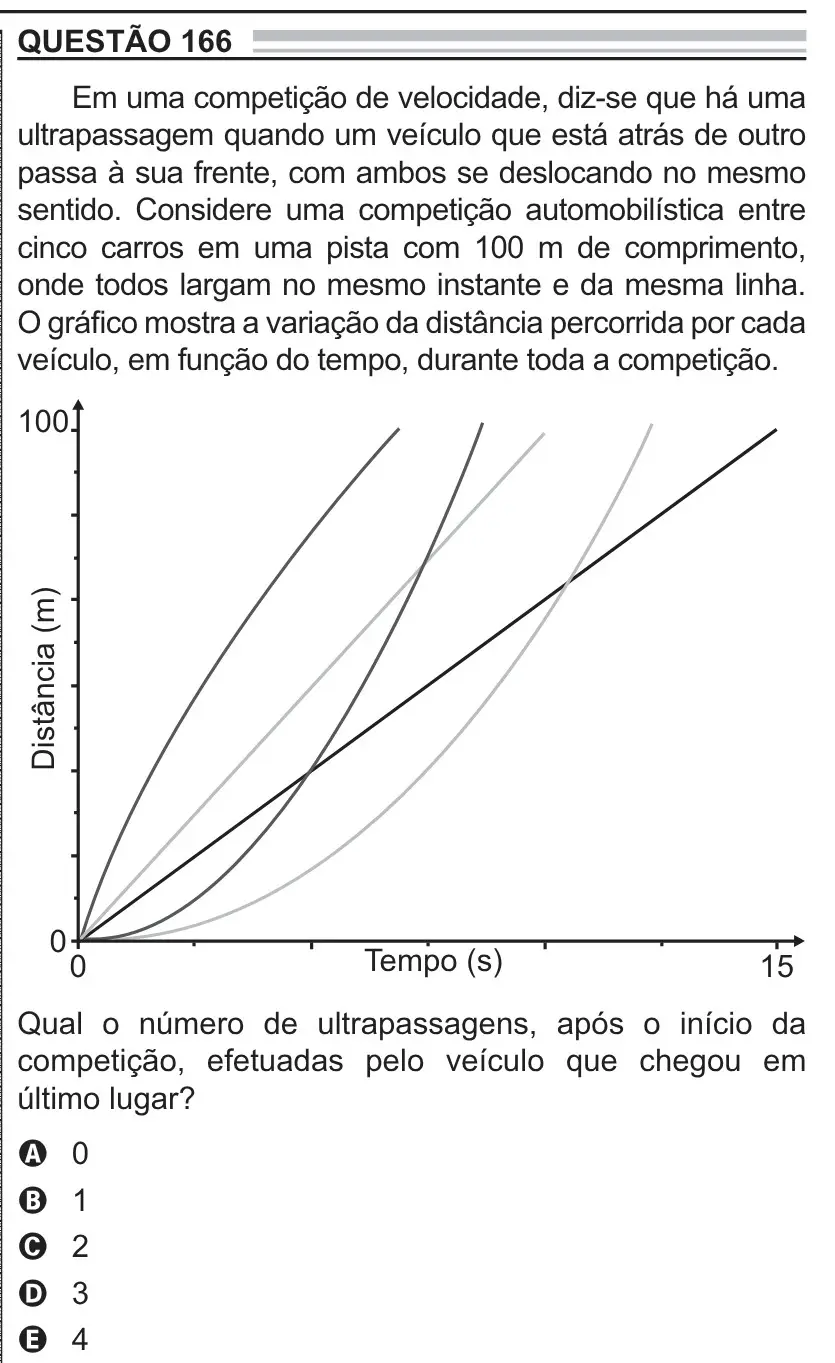 QUESTÃO 166
Em uma competição de velocidade, diz-se que há uma
ultrapassagem quando um veículo que está atrás de outro
passa à sua frente, com ambos se deslocando no mesmo
sentido. Considere uma competição automobilística entre
cinco carros em uma pista com 100 m de comprimento,
onde todos largam no mesmo instante e da mesma linha.
O gráfico mostra a variação da distância percorrida por cada
veículo, em função do tempo, durante toda a competição.
100
Distância (m)
0
0
Tempo (s)
15
Qual o número de ultrapassagens, após o início da
competição, efetuadas pelo veículo que chegou em
último lugar?
A 0
B 1
C 2
D 3
E 4